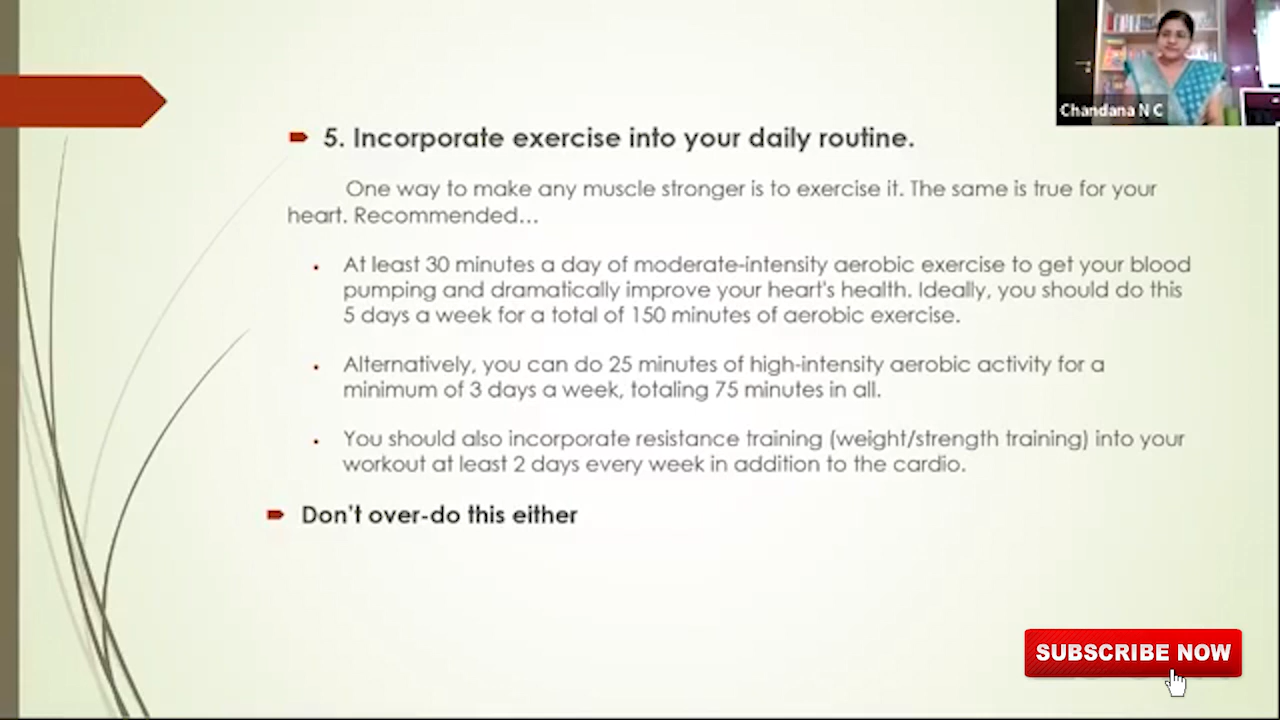 Chandana N C
5. Incorporate exercise into your daily routine.
One way to make any muscle stronger is to exercise it. The same is true for your
heart. Recommended…
At least 30 minutes a day of moderate-intensity aerobic exercise to get your blood
pumping and dramatically improve your heart's health. Ideally, you should do this
5 days a week for a total of 150 minutes of aerobic exercise.
Alternatively, you can do 25 minutes of high-intensity aerobic activity for a
minimum of 3 days a week, totaling 75 minutes in all.
You should also incorporate resistance training (weight/strength training) into your
workout at least 2 days every week in addition to the cardio.
Don't over-do this either
SUBSCRIBE NOW